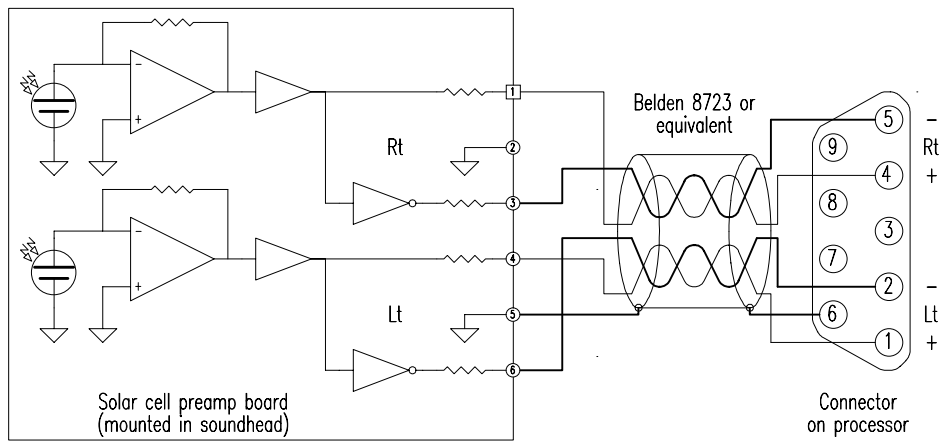 Belden 8723 or
equivalent
−
+
−
+
Rt
Lt
1
2
3
4
5
6
5
9
4
8
3
7
2
6
1
−
Rt
+
−
Lt
+
Solar cell preamp board
(mounted in soundhead)
Connector
on processor